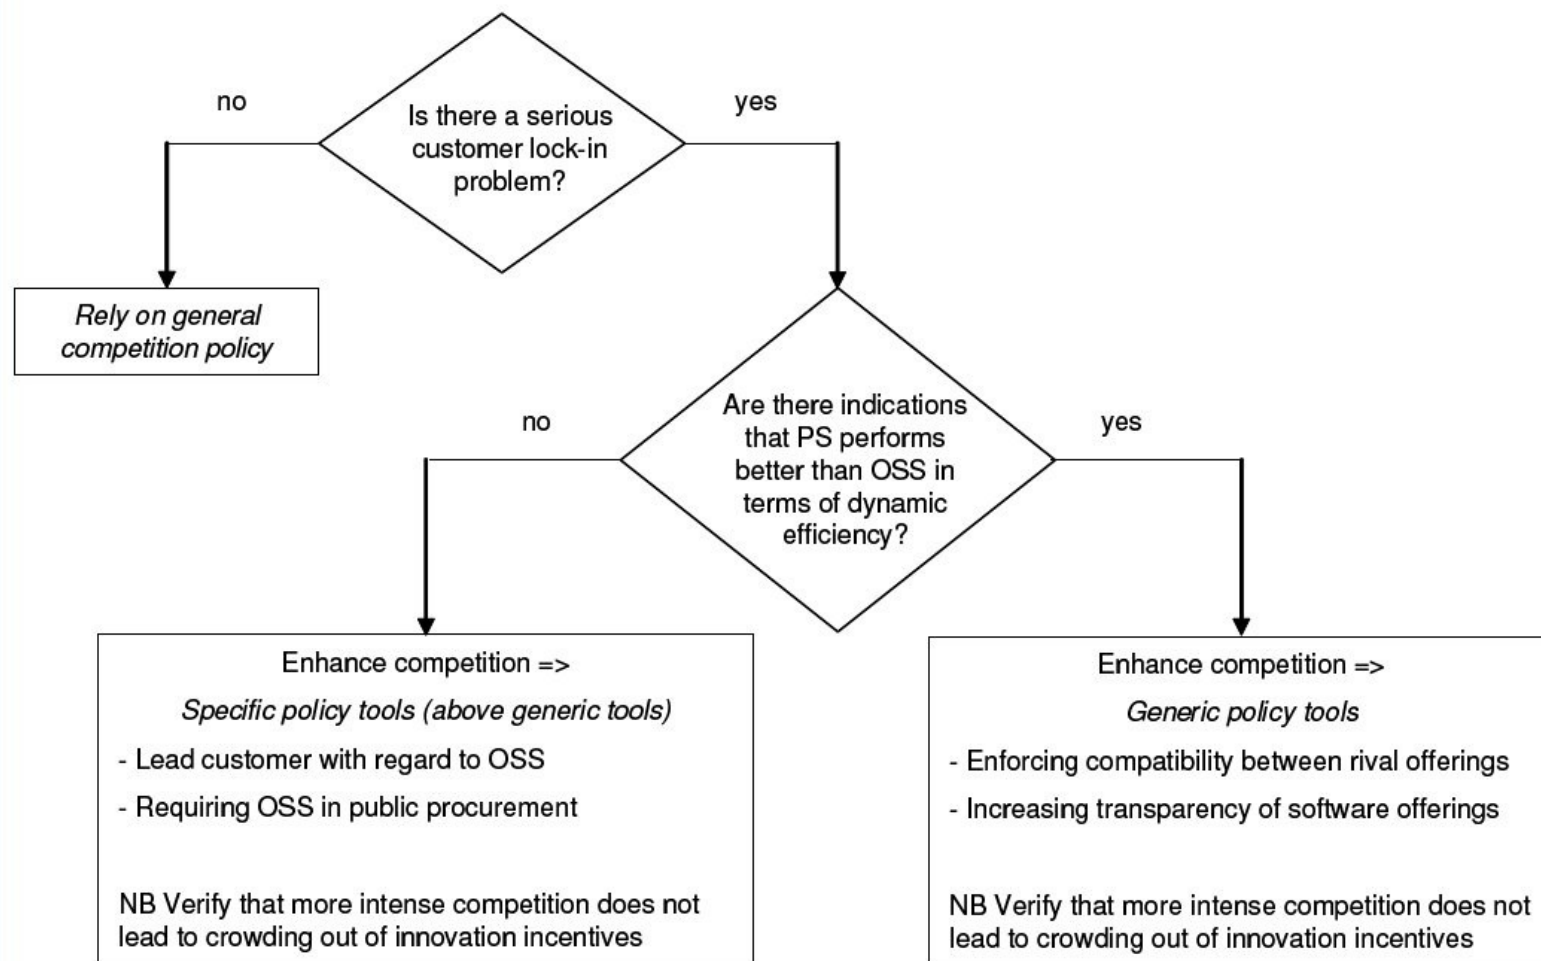 no
yes
Is there a serious
customer lock-in
problem?
Rely on general
competition policy
no
yes
Are there indications
that PS performs
better than OSS in
terms of dynamic
efficiency?
Enhance competition =>
Specific policy tools (above generic tools)
- Lead customer with regard to OSS
- Requiring OSS in public procurement
NB Verify that more intense competition does not
lead to crowding out of innovation incentives
Enhance competition =>
Generic policy tools
- Enforcing compatibility between rival offerings
- Increasing transparency of software offerings
NB Verify that more intense competition does not
lead to crowding out of innovation incentives